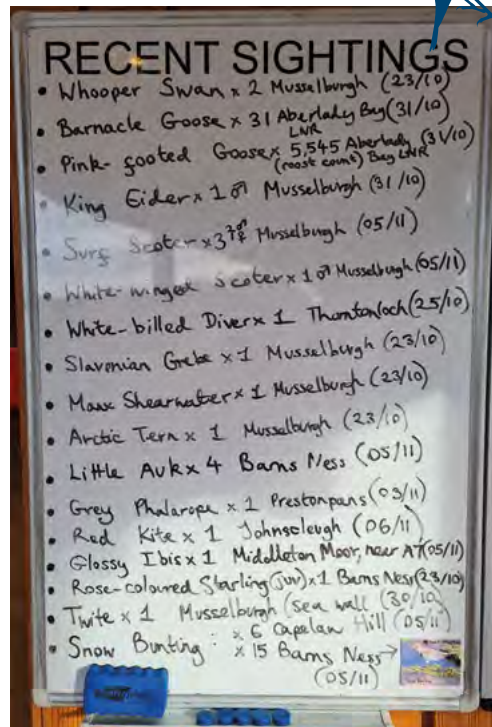 RECENT SIGHTINGS
• Whooper Swan x 2 Musselburgh (23/10)
• Barnacle Goose x 31 Aberlady Bay (31/10)
LNR
• Pink-footed Goose x 5,545 Aberlady (31/10)
(roost count) Bay LNR
• King Eider x 1 ♂ Musselburgh (31/10)
• Surf Scoter x 3 Musselburgh (05/11)
• White-winged Scoter x 1 ♂ Musselburgh (05/11)
• White-billed Diver x 1 Thorntonloch (25/10)
• Slavonian Grebe x 1 Musselburgh (23/10)
• Manx Shearwater x 1 Musselburgh (23/10)
• Arctic Tern x 1 Musselburgh (23/10)
• Little Auk x 4 Barns Ness (05/11)
• Grey Phalarope x 1 Prestonpans (03/11)
• Red Kite x 1 Johnscleugh (06/11)
• Glossy Ibis x 1 Middleton Moor, near A7 (05/11)
• Rose-coloured Starling (juv) x 1 Barns Ness (23/10)
• Twite x 1 Musselburgh (sea wall (30/10)
• Snow Bunting : x 6 Capelaw Hill (05/11)
x 15 Barns Ness →
(05/11)